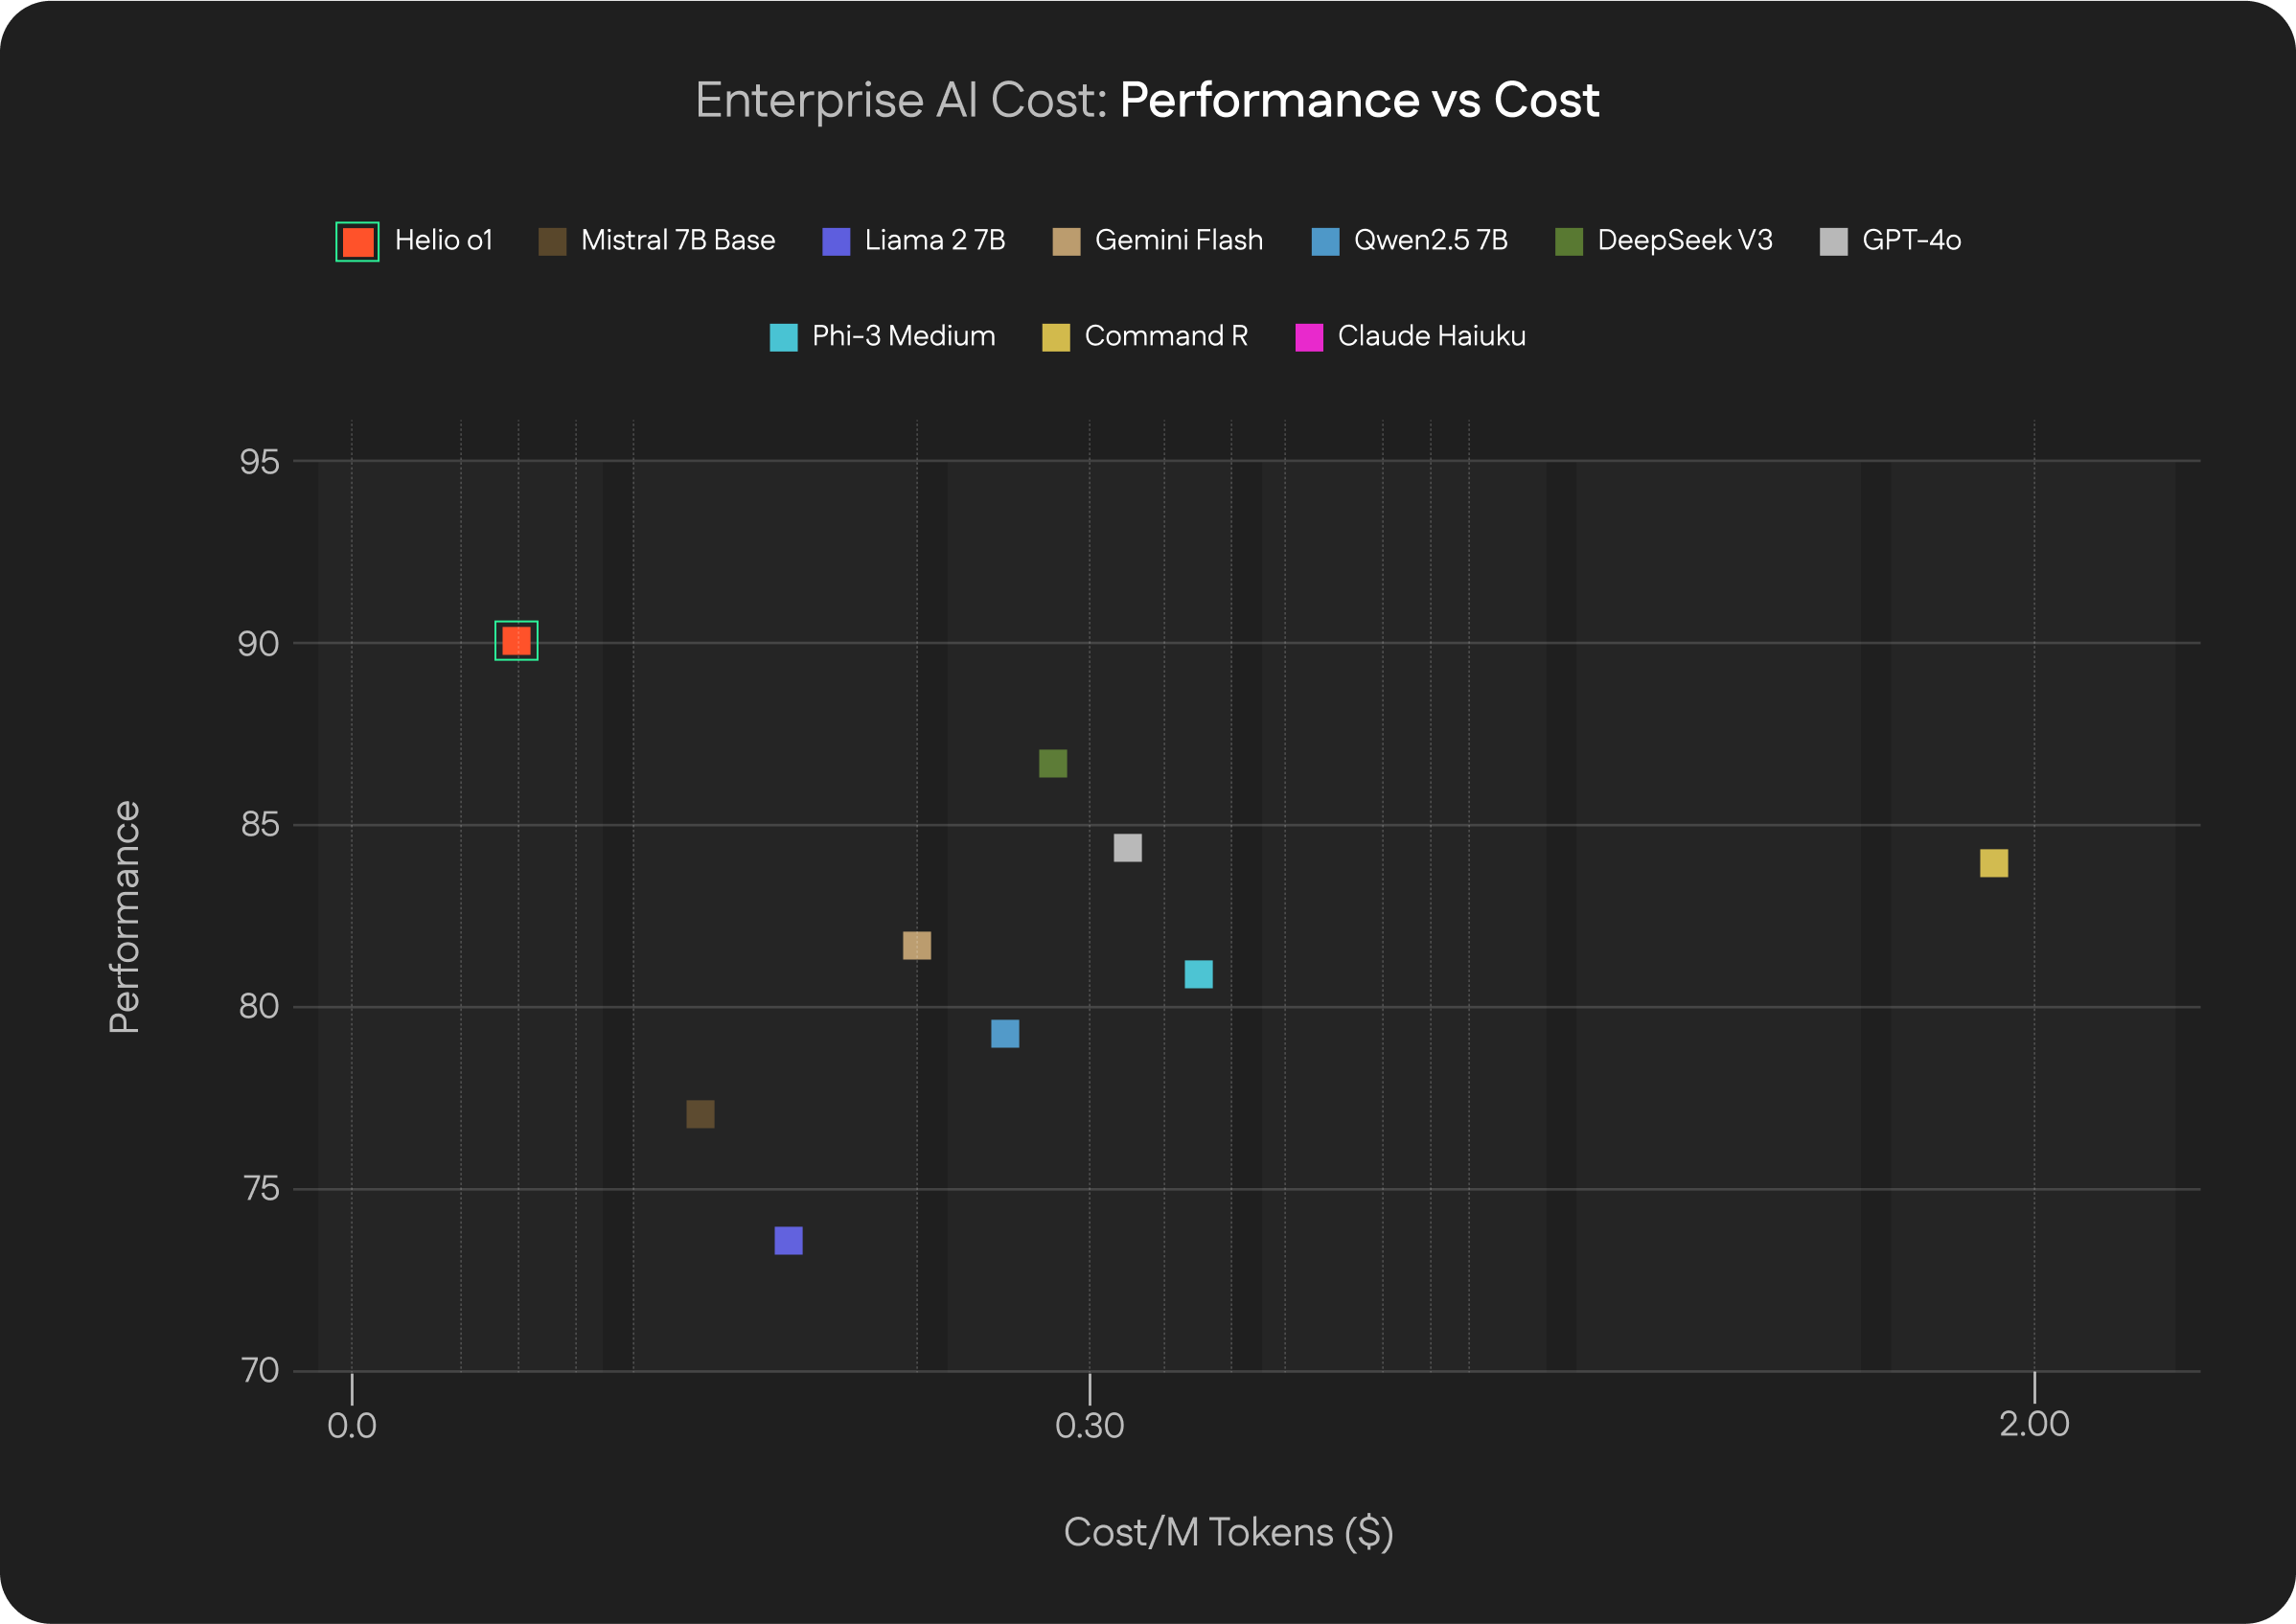 Enterprise AI Cost: Performance vs Cost
Helio o1 Mistral 7B Base Liama 2 7B Gemini Flash Qwen2.5 7B DeepSeek V3 GPT-4o
Phi-3 Medium Command R Claude Haiuku
95
90
85
80
75
70
Performance
0.0 0.30 2.00
Cost/M Tokens ($)